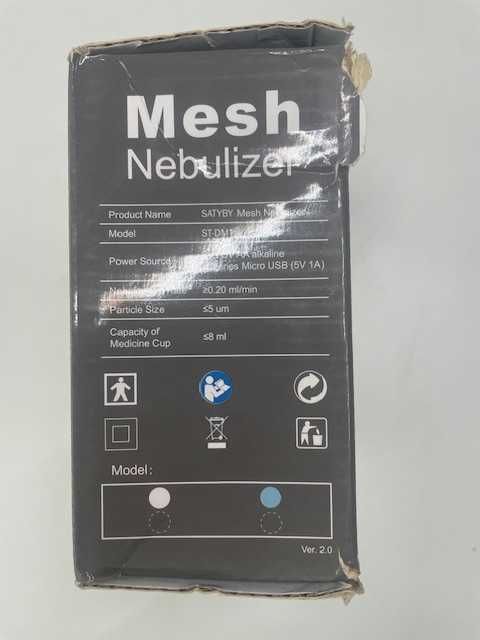 Mesh
Nebulizer
Product Name SATYBY Mesh Nebulizer
Model
Power Source alkaline
Micro USB (5V 1A)
≥0.20 ml/min
Particle Size ≤5 um
Capacity of
Medicine Cup ≤8 ml
Model:
Ver. 2.0